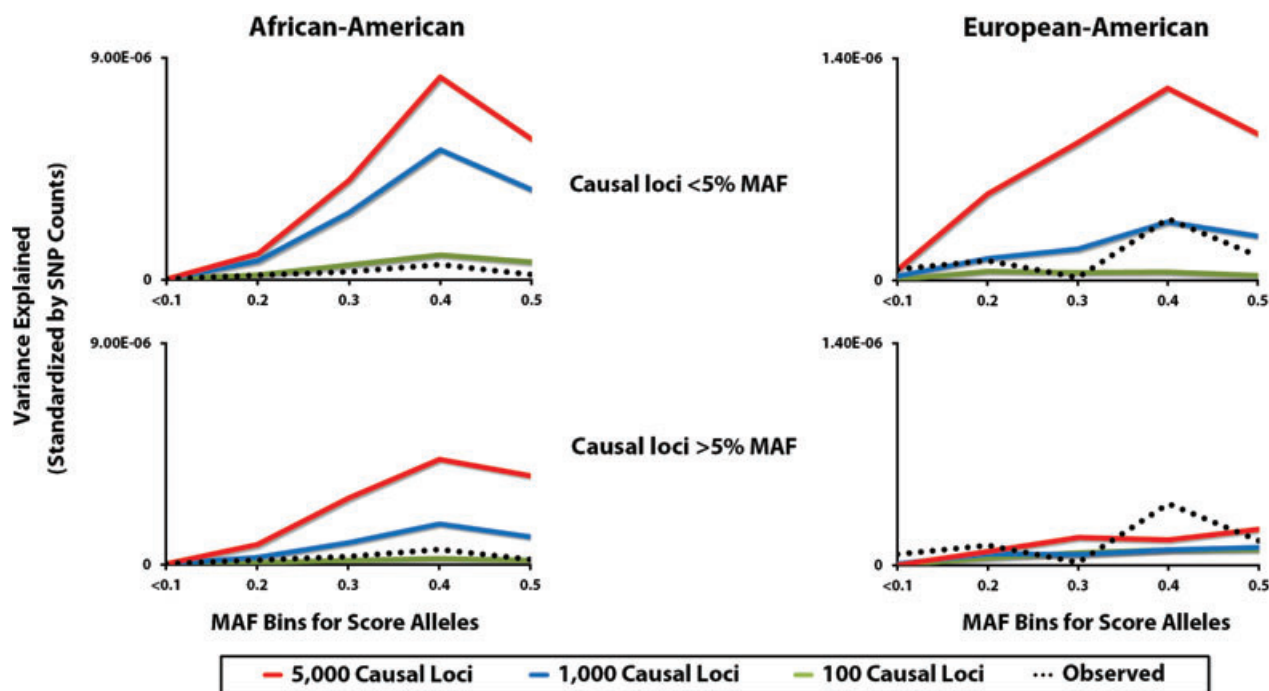 African-American
European-American
Variance Explained
(Standardized by SNP Counts)
9.00E-06
0
<0.1 0.2 0.3 0.4 0.5
Causal loci <5% MAF
1.40E-06
0
<0.1 0.2 0.3 0.4 0.5
9.00E-06
0
<0.1 0.2 0.3 0.4 0.5
Causal loci >5% MAF
1.40E-06
0
<0.1 0.2 0.3 0.4 0.5
MAF Bins for Score Alleles
MAF Bins for Score Alleles
5,000 Causal Loci 1,000 Causal Loci 100 Causal Loci Observed